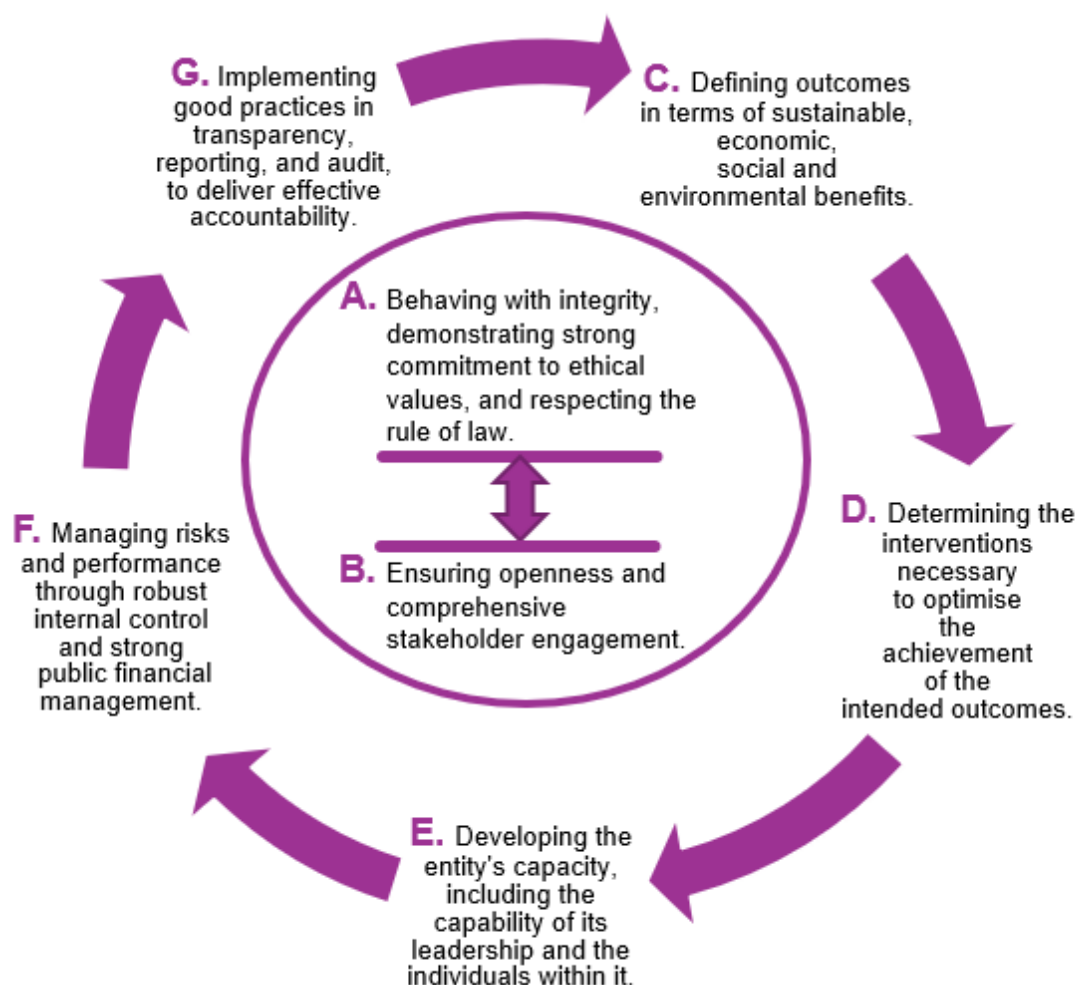 G. Implementing
good practices in
transparency,
reporting, and audit,
to deliver effective
accountability.
C. Defining outcomes
in terms of sustainable,
economic,
social and
environmental benefits.
A. Behaving with integrity,
demonstrating strong
commitment to ethical
values, and respecting the
rule of law.
B. Ensuring openness and
comprehensive
stakeholder engagement.
D. Determining the
interventions
necessary
to optimise
the
achievement
of the
intended outcomes.
E. Developing the
entity's capacity,
including the
capability of its
leadership and the
individuals within it.
F. Managing risks
and performance
through robust
internal control
and strong
public financial
management.